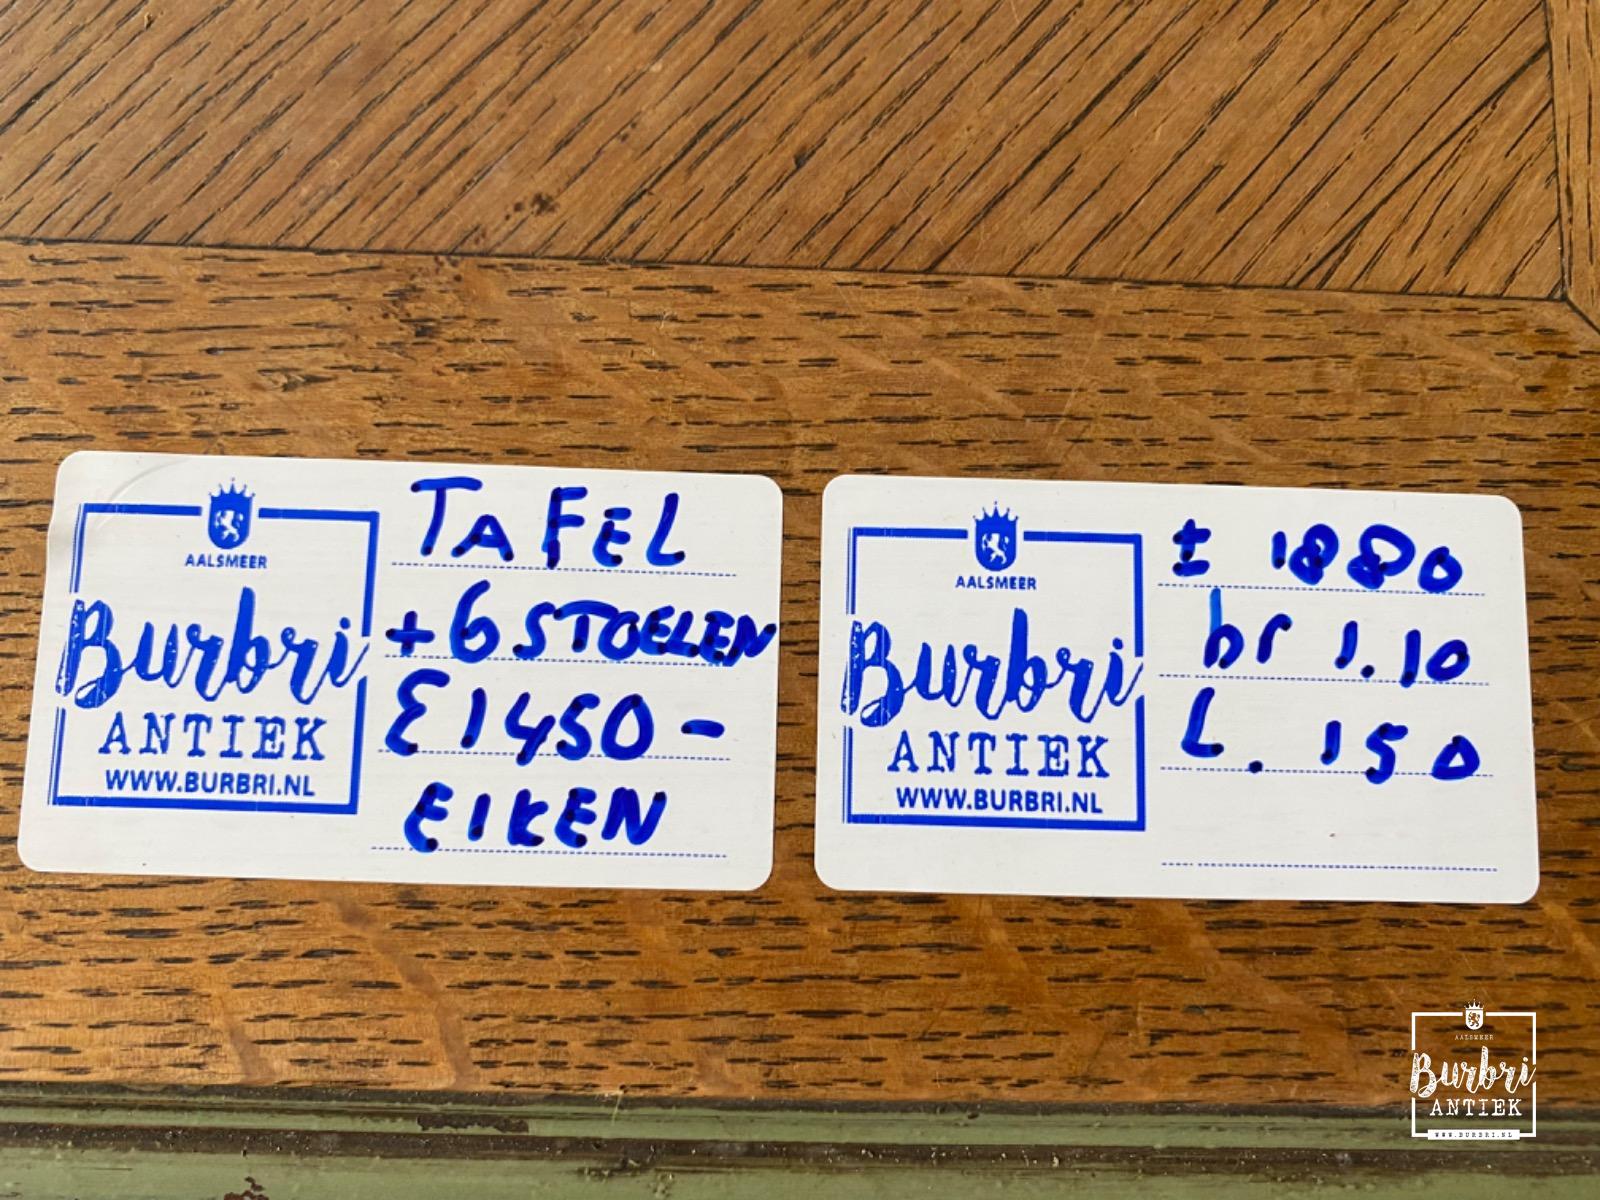 AALSMEER
Burbri
ANTIEK
WWW.BURBRI.NL
TAFEL
+ 6 STOELEN
€ 1450 -
EIKEN
AALSMEER
Burbri
ANTIEK
WWW.BURBRI.NL
± 1880
br 1.10
L. 150
AALSMEER
Burbri
ANTIEK
WWW.BURBRI.NL